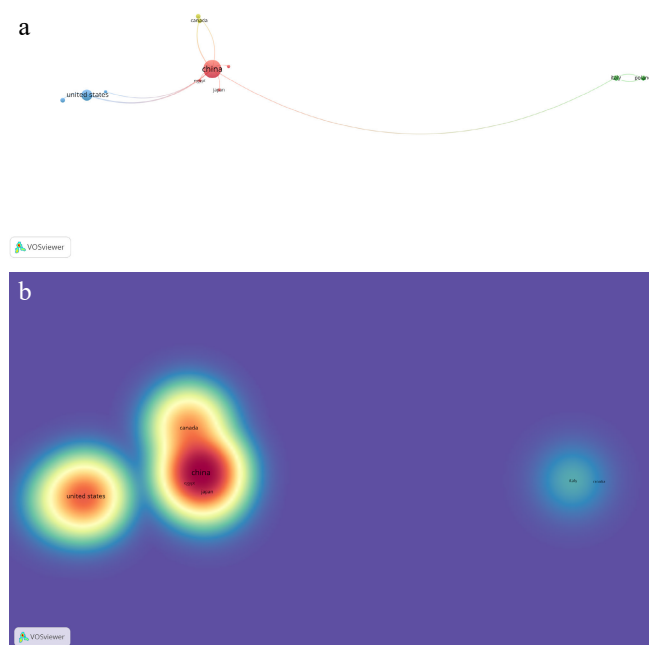 a
canada
china
japan
united states
italy
VOSviewer
b
canada
china
japan
united states
italy
VOSviewer